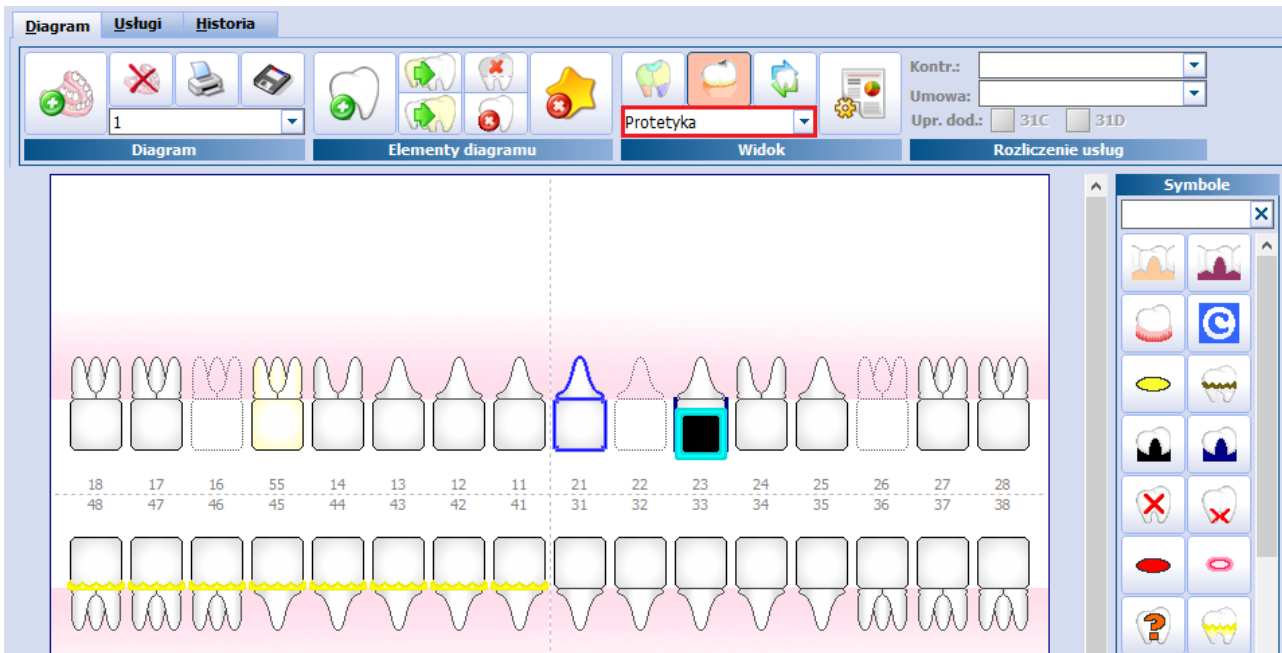 Diagram Usługi Historia
Kontr.:
Umowa:
1
Protetyka
Upr. dod.: 31C 31D
Diagram Elementy diagramu Widok Rozliczenie usług
Symbole
18 17 16 55 14 13 12 11 21 22 23 24 25 26 27 28
48 47 46 45 44 43 42 41 31 32 33 34 35 36 37 38
©
?